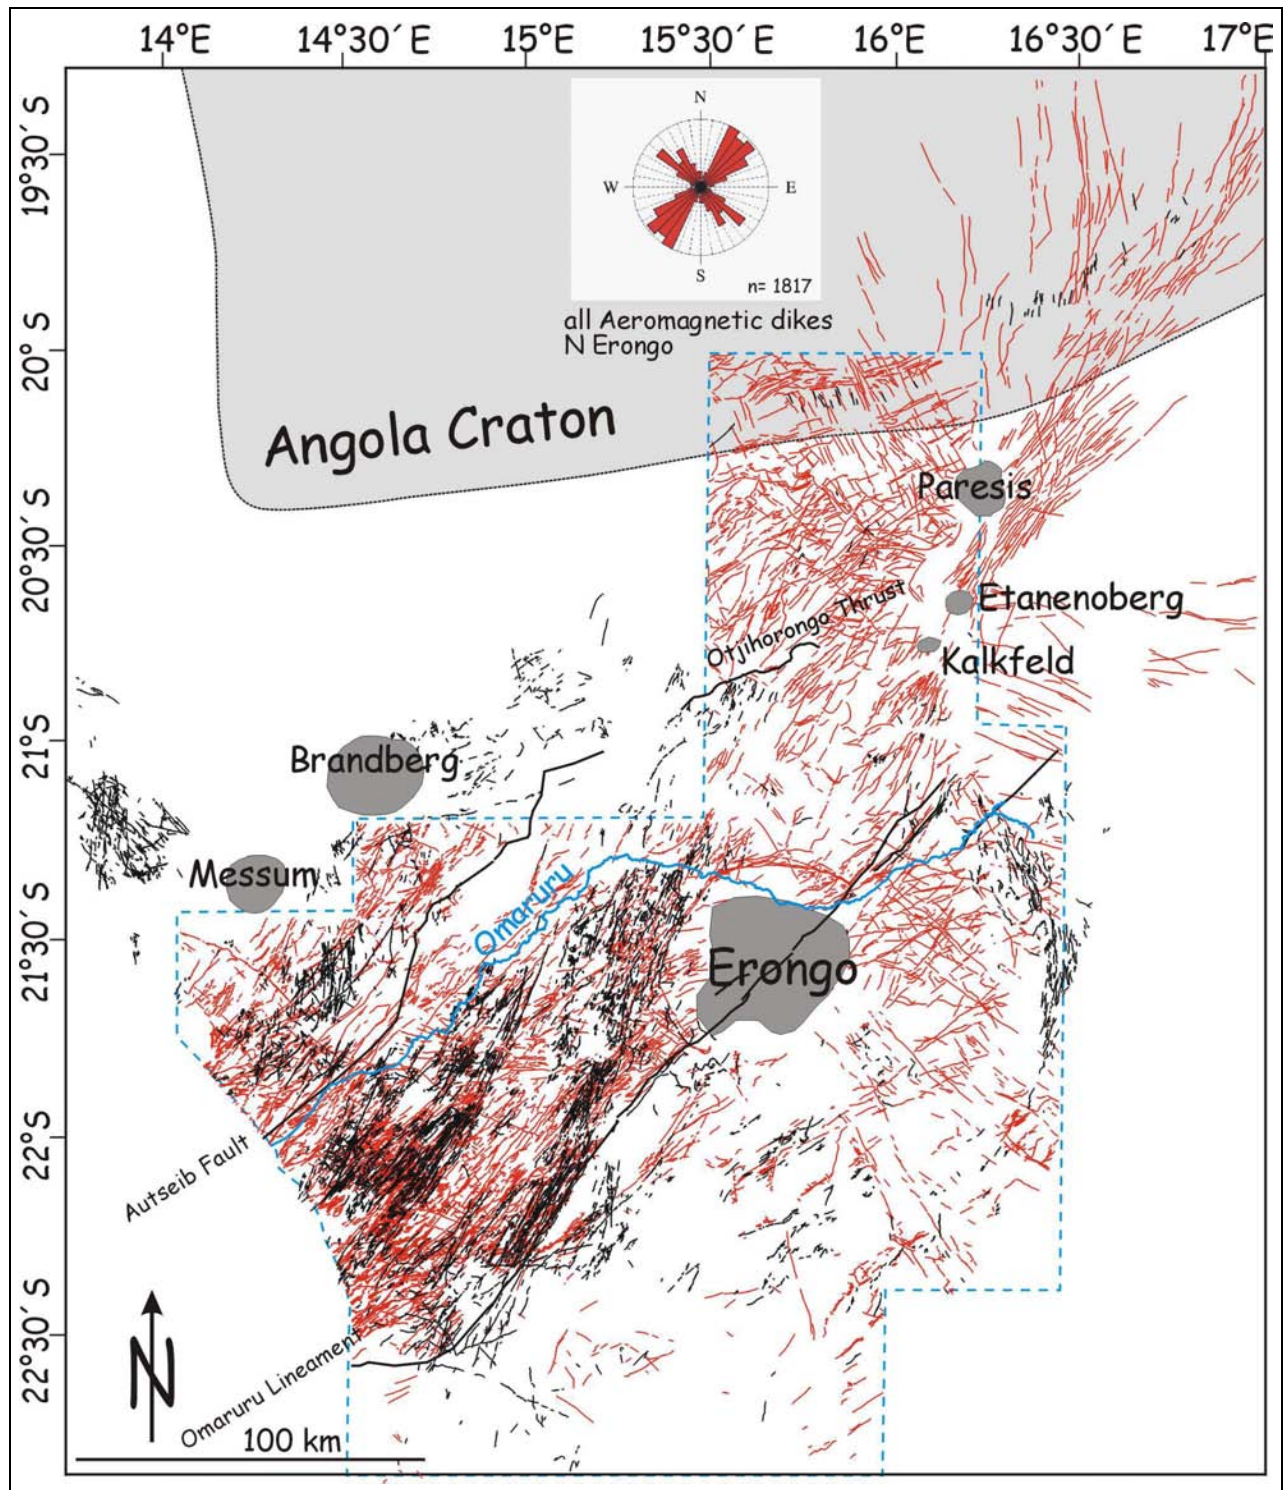 14°E 14°30´E 15°E 15°30´E 16°E 16°30´E 17°E
19°30´S
20°S
20°30´S
21°S
21°30´S
22°S
22°30´S
N
W E
S
n= 1817
all Aeromagnetic dikes
N Erongo
Angola Craton
Paresis
Etanenoberg
Otjihorongo Thrust
Kalkfeld
Brandberg
Messum
Omaruru
Erongo
Autseib Fault
Omaruru Lineament
N
100 km